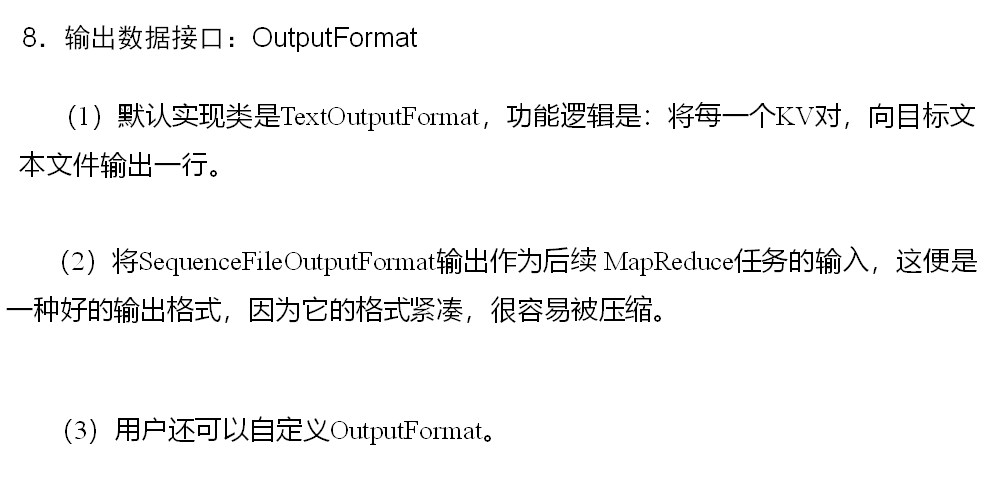 8．输出数据接口：OutputFormat
（1）默认实现类是TextOutputFormat，功能逻辑是：将每一个KV对，向目标文
本文件输出一行。
（2）将SequenceFileOutputFormat输出作为后续 MapReduce任务的输入，这便是
一种好的输出格式，因为它的格式紧凑，很容易被压缩。
（3）用户还可以自定义OutputFormat。